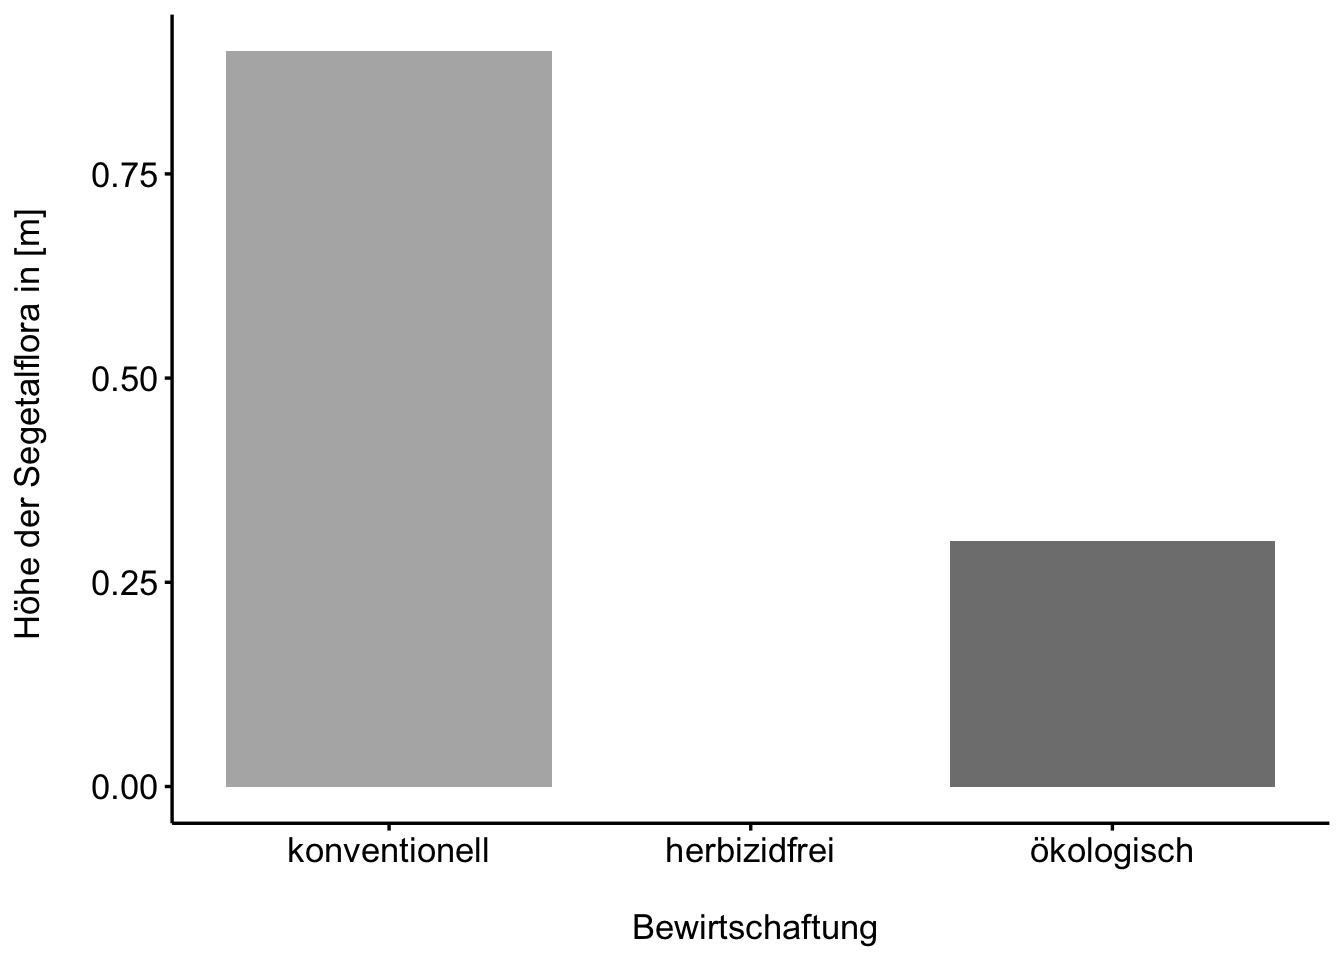 Höhe der Segetalflora in [m]
0.75
0.50
0.25
0.00
konventionell herbizidfrei ökologisch
Bewirtschaftung